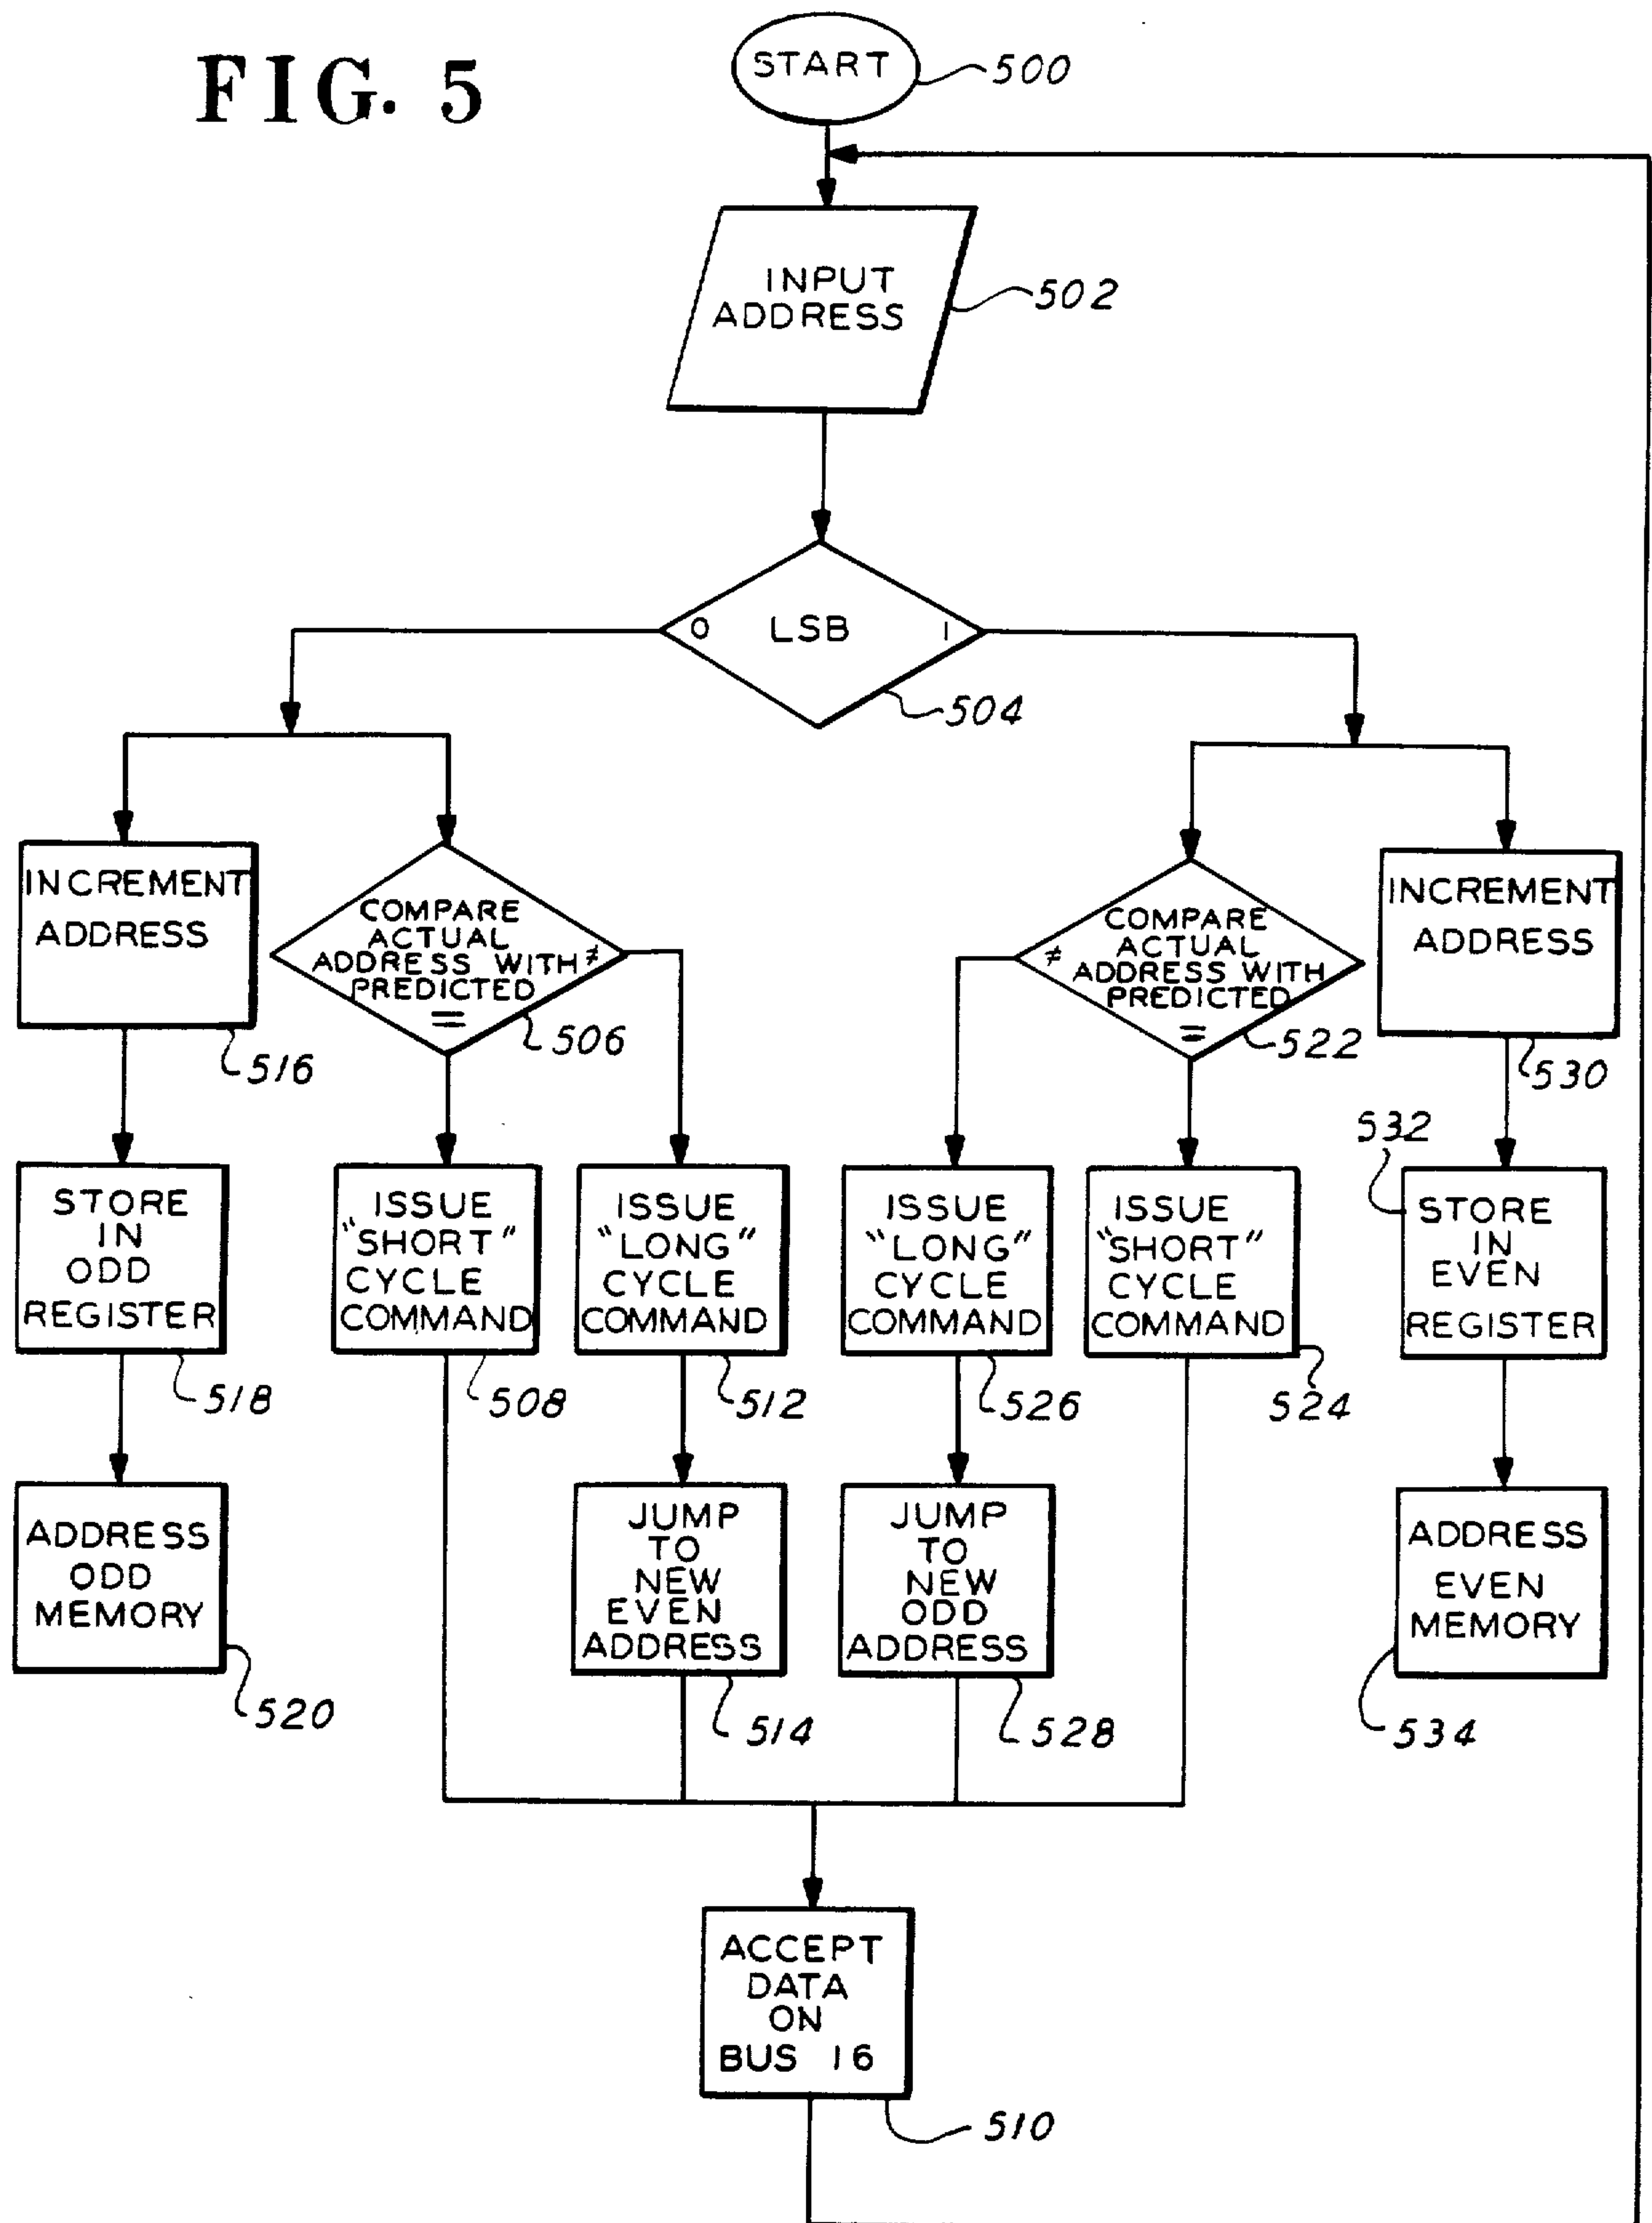 FIG. 5
START
500
INPUT
ADDRESS
502
0 LSB 1
504
INCREMENT
ADDRESS
516
COMPARE
ACTUAL
ADDRESS WITH ≠
PREDICTED
=
506
COMPARE
ACTUAL
≠ ADDRESS WITH
PREDICTED
=
522
INCREMENT
ADDRESS
530
STORE
IN
ODD
REGISTER
518
ISSUE
"SHORT"
CYCLE
COMMAND
508
ISSUE
"LONG"
CYCLE
COMMAND
512
ISSUE
"LONG"
CYCLE
COMMAND
526
ISSUE
"SHORT"
CYCLE
COMMAND
524
532
STORE
IN
EVEN
REGISTER
ADDRESS
ODD
MEMORY
520
JUMP
TO
NEW
EVEN
ADDRESS
514
JUMP
TO
NEW
ODD
ADDRESS
528
ADDRESS
EVEN
MEMORY
534
ACCEPT
DATA
ON
BUS 16
510